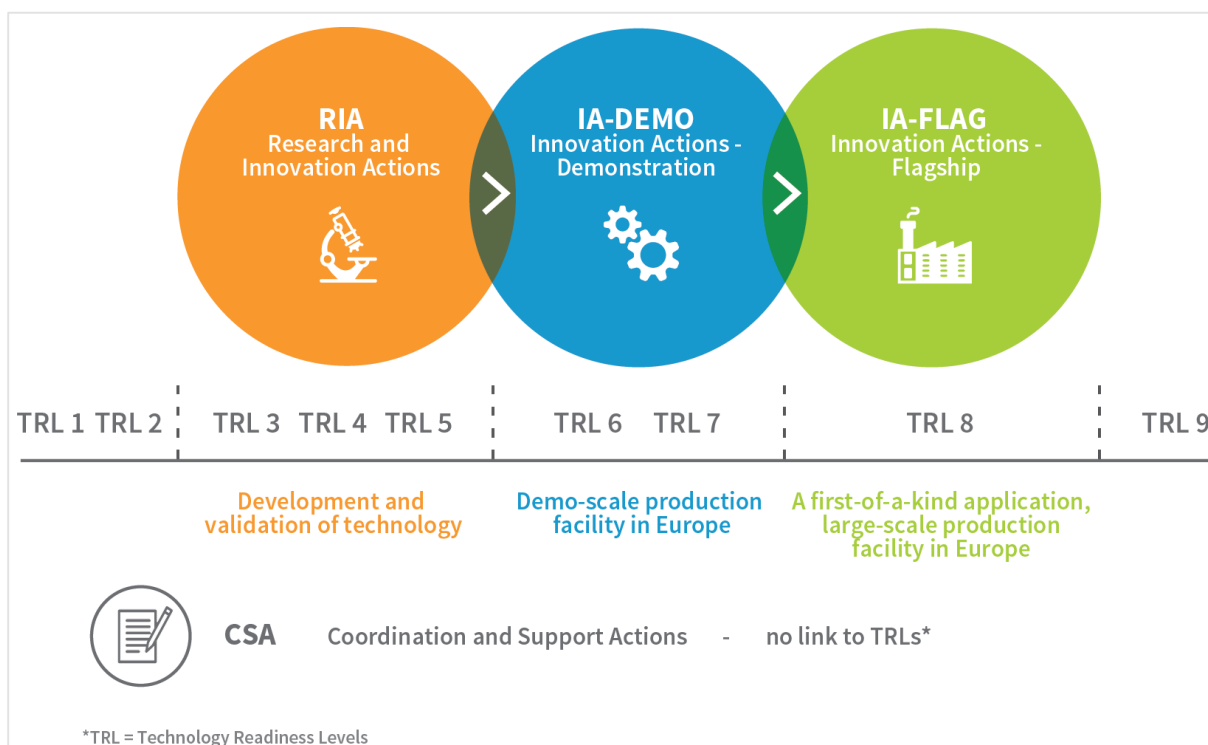 RIA
Research and
Innovation Actions
IA-DEMO
Innovation Actions -
Demonstration
IA-FLAG
Innovation Actions -
Flagship
TRL 1 TRL 2 TRL 3 TRL 4 TRL 5 TRL 6 TRL 7 TRL 8 TRL 9
Development and
validation of technology
Demo-scale production
facility in Europe
A first-of-a-kind application,
large-scale production
facility in Europe
CSA Coordination and Support Actions - no link to TRLs*
*TRL = Technology Readiness Levels